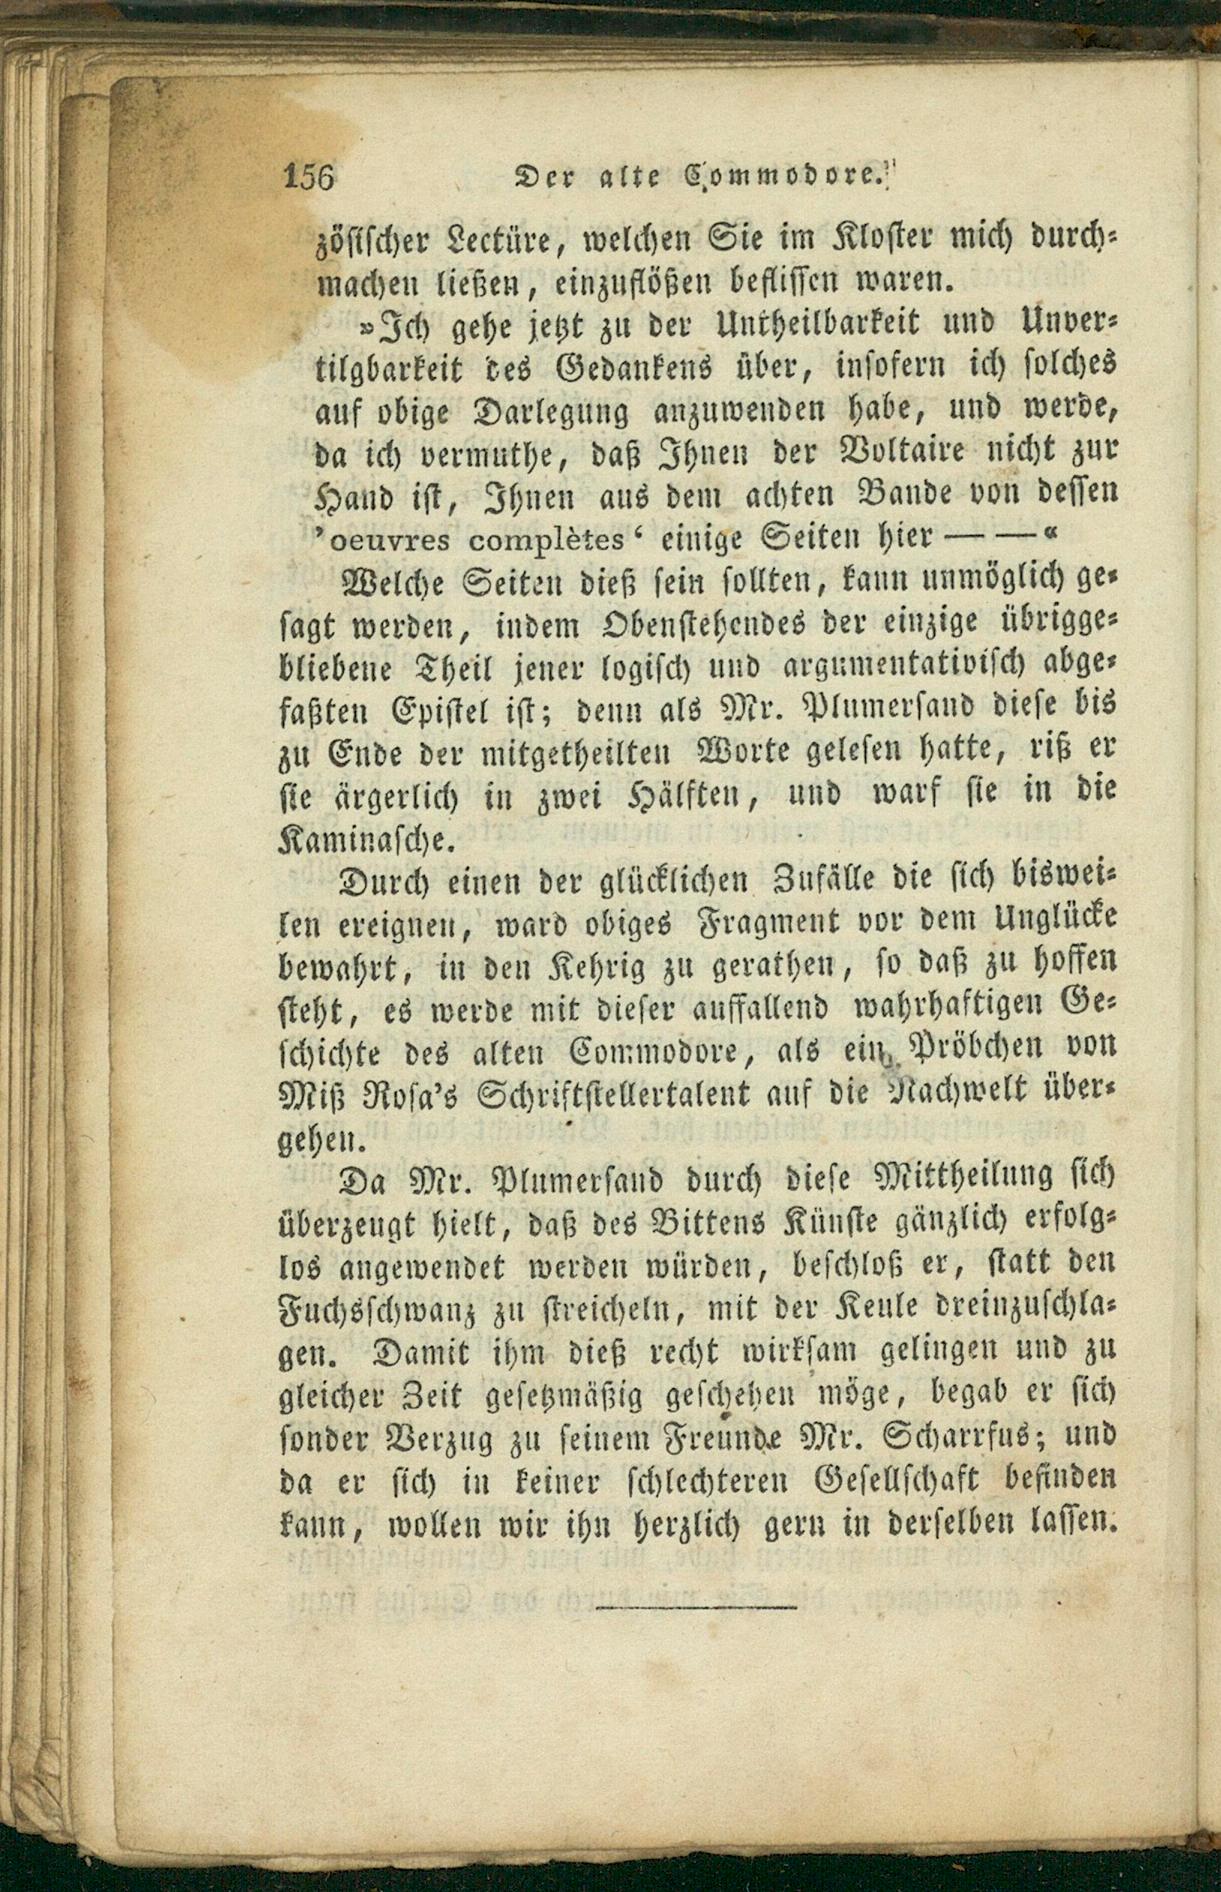 156 Der alte Commodore.
zösischer Lectüre, welchen Sie im Kloster mich durch-
machen ließen, einzuflößen beflissen waren.
»Ich gehe jetzt zu der Untheilbarkeit und Unver-
tilgbarkeit des Gedankens über, insofern ich solches
auf obige Darlegung anzuwenden habe, und werde,
da ich vermuthe, daß Ihnen der Voltaire nicht zur
Hand ist, Ihnen aus dem achten Bande von dessen
’oeuvres complètes‘ einige Seiten hier — —«
Welche Seiten dieß sein sollten, kann unmöglich ge-
sagt werden, indem Obenstehendes der einzige übrigge-
bliebene Theil jener logisch und argumentativisch abge-
faßten Epistel ist; denn als Mr. Plumersand diese bis
zu Ende der mitgetheilten Worte gelesen hatte, riß er
sie ärgerlich in zwei Hälften, und warf sie in die
Kaminasche.
Durch einen der glücklichen Zufälle die sich biswei-
len ereignen, ward obiges Fragment vor dem Unglücke
bewahrt, in den Kehrig zu gerathen, so daß zu hoffen
steht, es werde mit dieser auffallend wahrhaftigen Ge-
schichte des alten Commodore, als ein Pröbchen von
Miß Rosa's Schriftstellertalent auf die Nachwelt über-
gehen.
Da Mr. Plumersand durch diese Mittheilung sich
überzeugt hielt, daß des Bittens Künste gänzlich erfolg-
los angewendet werden würden, beschloß er, statt den
Fuchsschwanz zu streicheln, mit der Keule dreinzuschla-
gen. Damit ihm dieß recht wirksam gelingen und zu
gleicher Zeit gesetzmäßig geschehen möge, begab er sich
sonder Verzug zu seinem Freunde Mr. Scharrfus; und
da er sich in keiner schlechteren Gesellschaft befinden
kann, wollen wir ihn herzlich gern in derselben lassen.